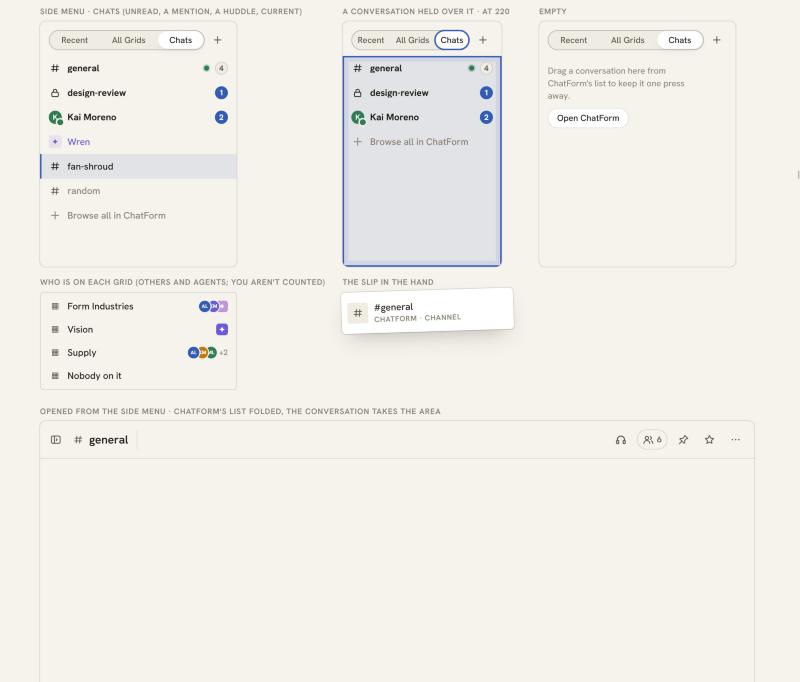 SIDE MENU · CHATS (UNREAD, A MENTION, A HUDDLE, CURRENT)
Recent All Grids Chats
# general 4
design-review 1
K Kai Moreno 2
Wren
# fan-shroud
# random
+ Browse all in ChatForm
A CONVERSATION HELD OVER IT · AT 220
Recent All Grids Chats
# general 4
design-review 1
K Kai Moreno 2
+ Browse all in ChatForm
EMPTY
Recent All Grids Chats
Drag a conversation here from
ChatForm's list to keep it one press
away.
Open ChatForm
WHO IS ON EACH GRID (OTHERS AND AGENTS; YOU AREN'T COUNTED)
Form Industries AL
Vision
Supply AL +2
Nobody on it
THE SLIP IN THE HAND
# #general
CHATFORM · CHANNEL
OPENED FROM THE SIDE MENU · CHATFORM'S LIST FOLDED, THE CONVERSATION TAKES THE AREA
# general 6